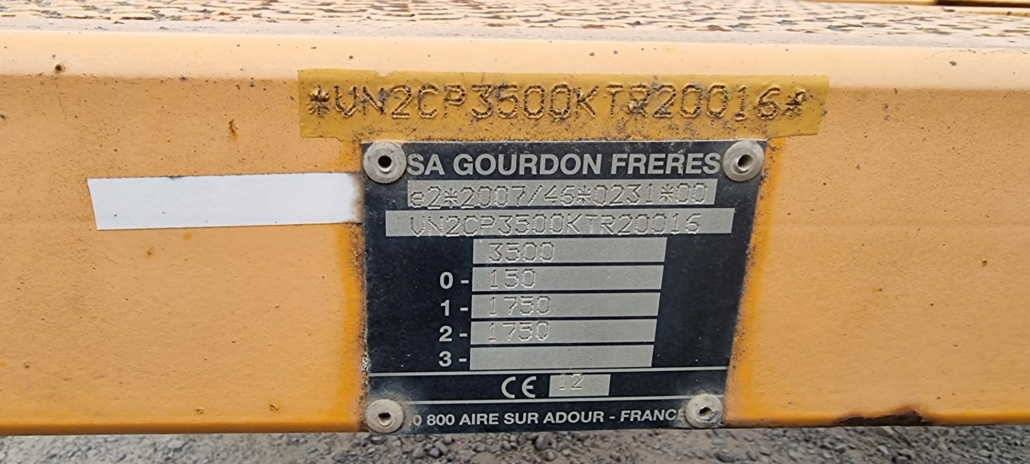 *VN2CP3500KTR20016*
SA GOURDON FRERES
e2*2007/46*0231*00
VN2CP3500KTR20016
3500
0 - 150
1 - 1750
2 - 1750
3 -
CE 12
0 800 AIRE SUR ADOUR - FRANCE